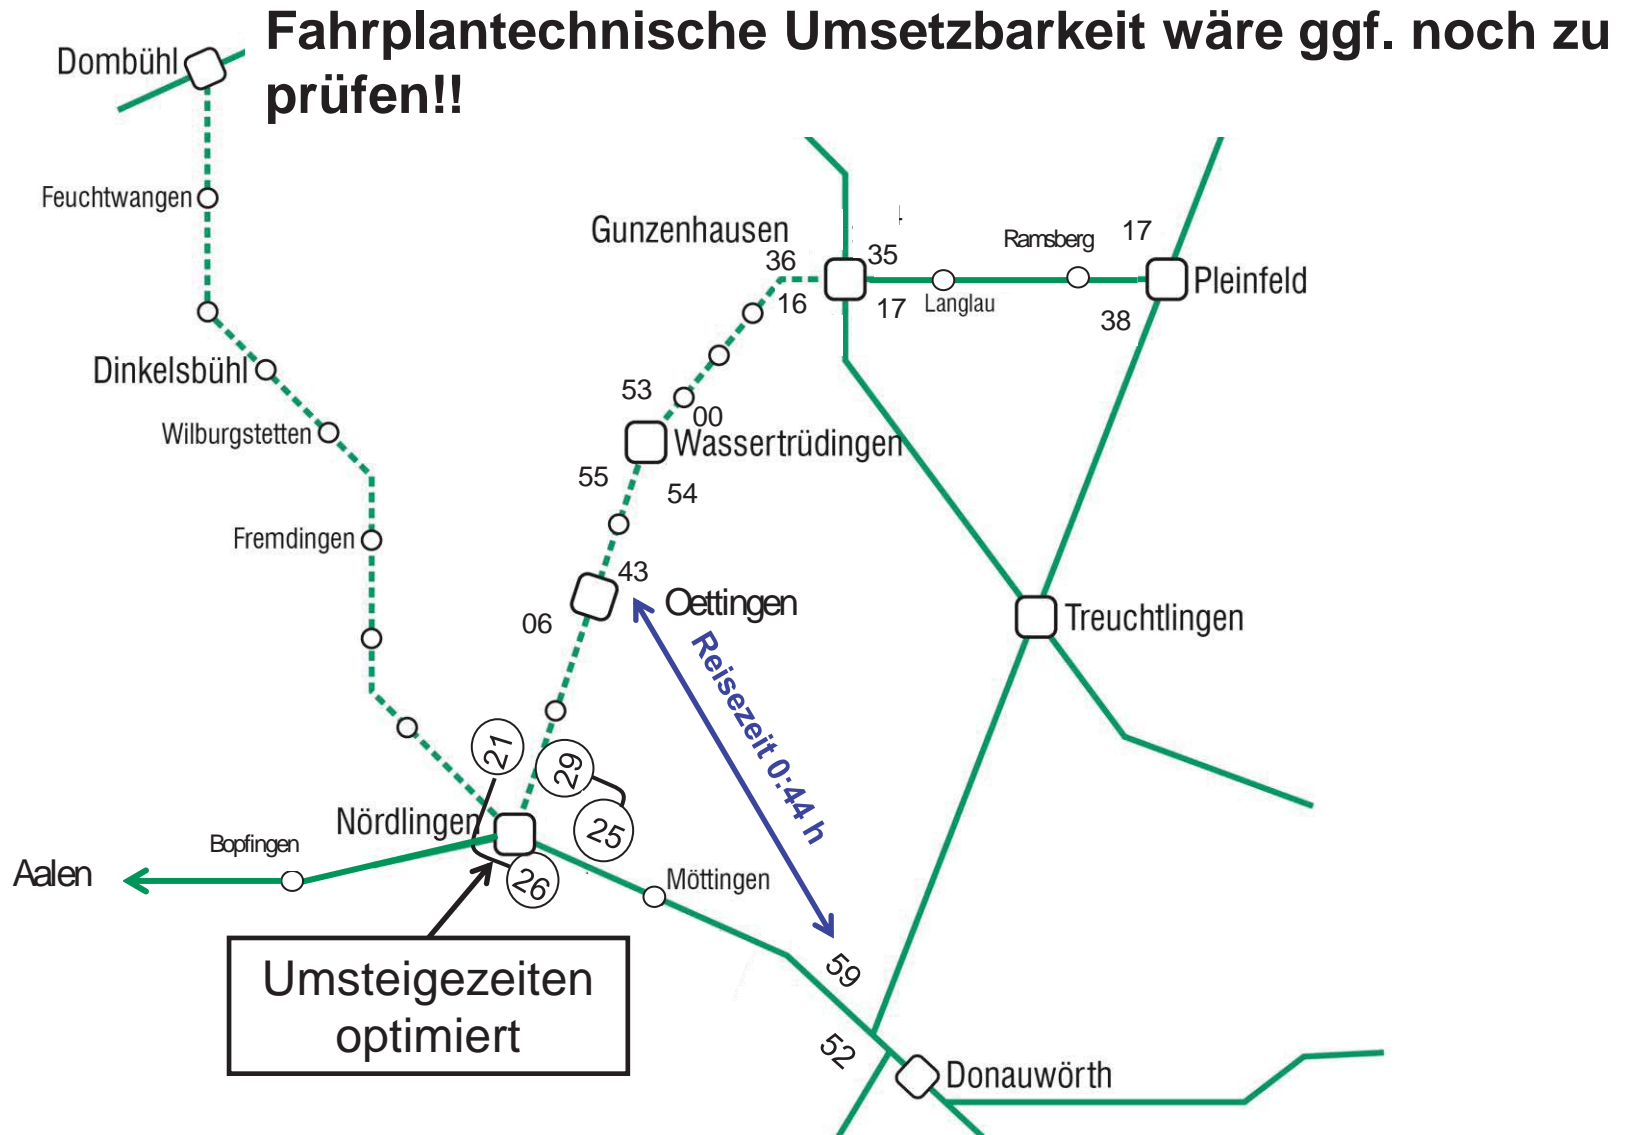 Fahrplantechnische Umsetzbarkeit wäre ggf. noch zu
prüfen!!
Dombühl
Feuchtwangen
Gunzenhausen
Ramsberg
17
36
35
Pleinfeld
16
17
Langlau
38
Dinkelsbühl
53
00
Wilburgstetten
Wassertrüdingen
55
54
Fremdingen
43
Oettingen
06
Treuchtlingen
Reisezeit 0:44 h
21
29
25
Nördlingen
Bopfingen
Aalen
26
Möttingen
Umsteigezeiten
optimiert
59
52
Donauwörth